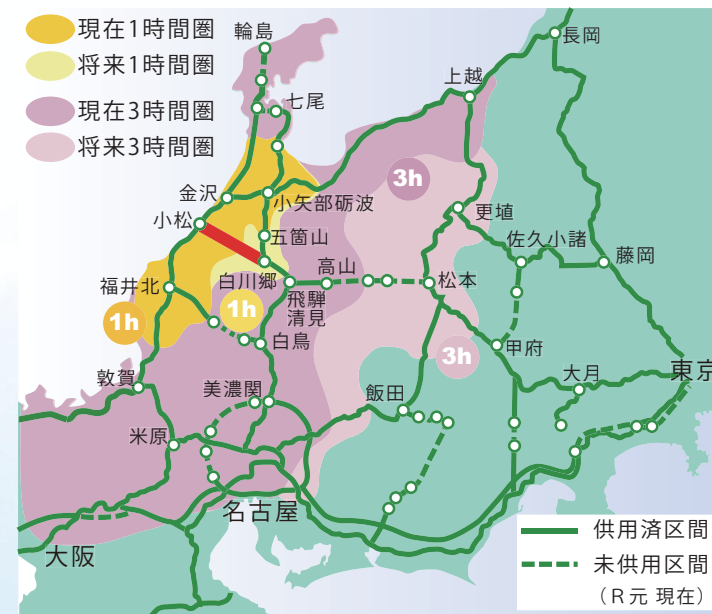 現在1時間圏
将来1時間圏
現在3時間圏
将来3時間圏
輪島
長岡
上越
七尾
3h
金沢
小矢部砺波
小松
更埴
五箇山
佐久小諸
藤岡
高山
福井北
白川郷
松本
飛騨
清見
1h
1h
白鳥
3h
甲府
敦賀
美濃関
飯田
大月
東京
米原
名古屋
大阪
供用済区間
未供用区間
(R元 現在)